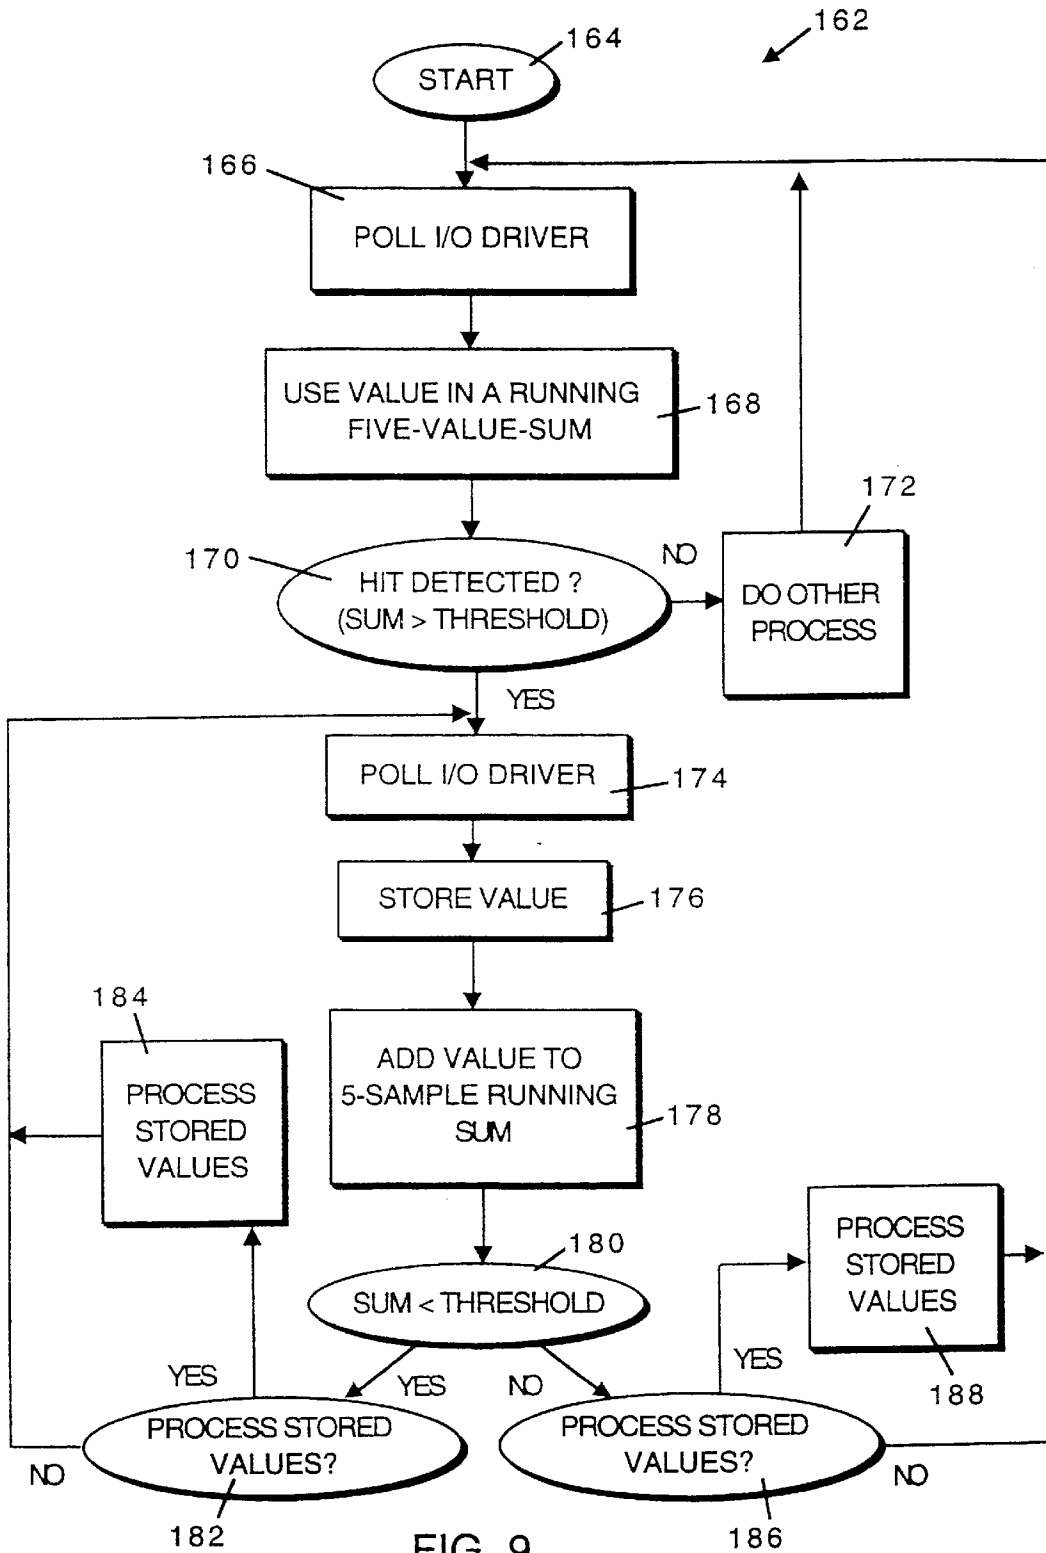 164
162
START
166
POLL I/O DRIVER
USE VALUE IN A RUNNING
FIVE-VALUE-SUM
168
172
170
HIT DETECTED ?
(SUM > THRESHOLD)
NO
DO OTHER
PROCESS
YES
POLL I/O DRIVER
174
STORE VALUE
176
184
PROCESS
STORED
VALUES
ADD VALUE TO
5-SAMPLE RUNNING
SUM
178
180
SUM < THRESHOLD
PROCESS
STORED
VALUES
188
YES
YES
NO
YES
PROCESS STORED
VALUES?
NO
182
PROCESS STORED
VALUES?
NO
186
FIG. 9